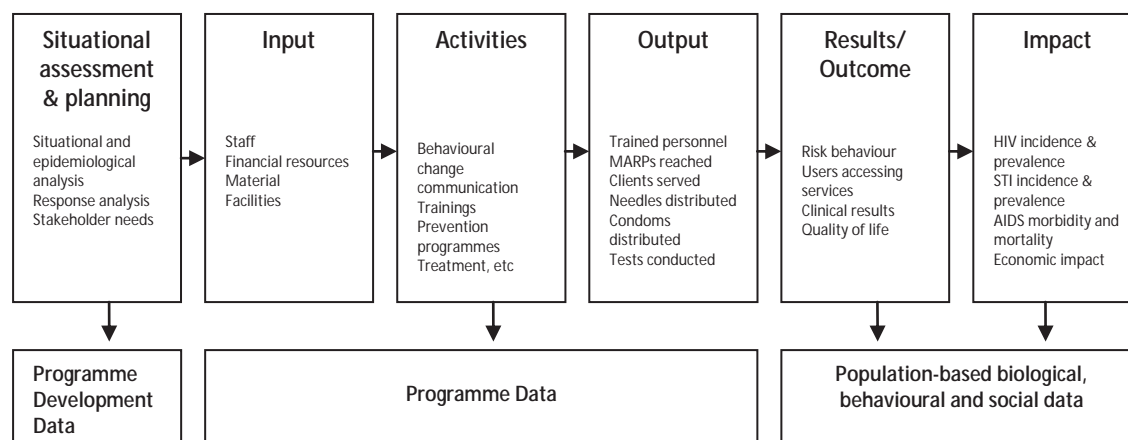 Situational
assessment
& planning
Situational and
epidemiological
analysis
Response analysis
Stakeholder needs
Input
Staff
Financial resources
Material
Facilities
Activities
Behavioural
change
communication
Trainings
Prevention
programmes
Treatment, etc
Output
Trained personnel
MARPs reached
Clients served
Needles distributed
Condoms
distributed
Tests conducted
Results/
Outcome
Risk behaviour
Users accessing
services
Clinical results
Quality of life
Impact
HIV incidence &
prevalence
STI incidence &
prevalence
AIDS morbidity and
mortality
Economic impact
Programme
Development
Data
Programme Data
Population-based biological,
behavioural and social data